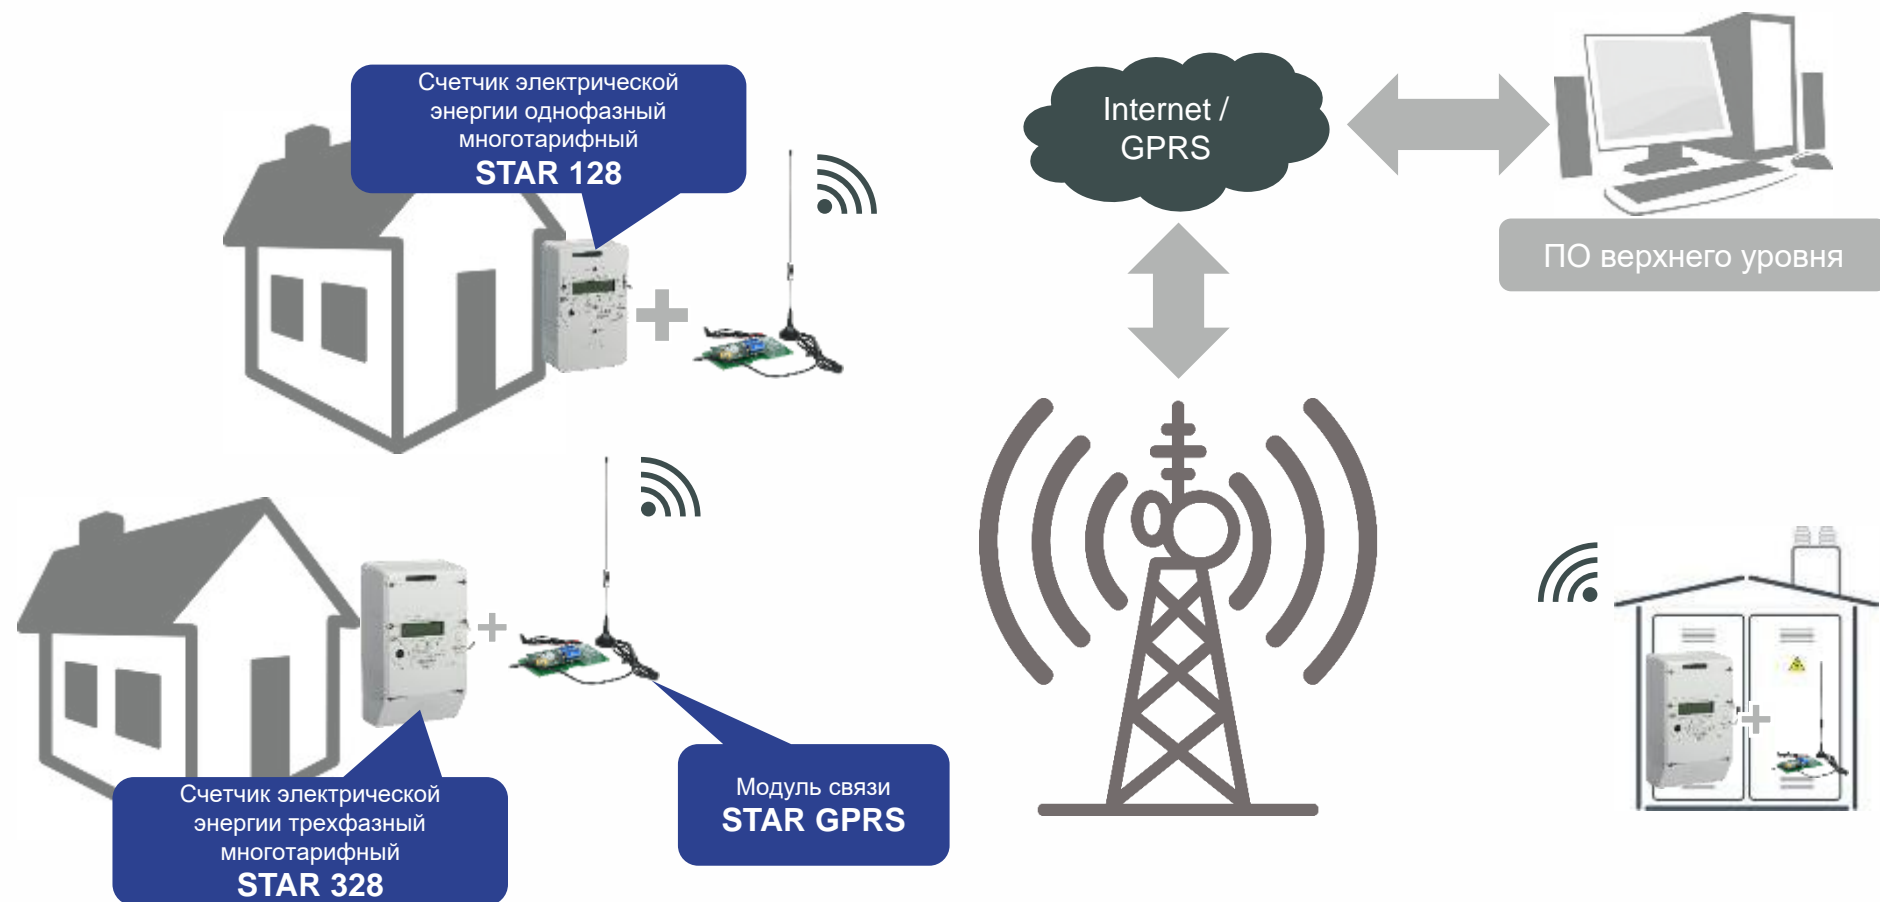 Счетчик электрической
энергии однофазный
многотарифный
STAR 128
Internet /
GPRS
ПО верхнего уровня
Модуль связи
STAR GPRS
Счетчик электрической
энергии трехфазный
многотарифный
STAR 328